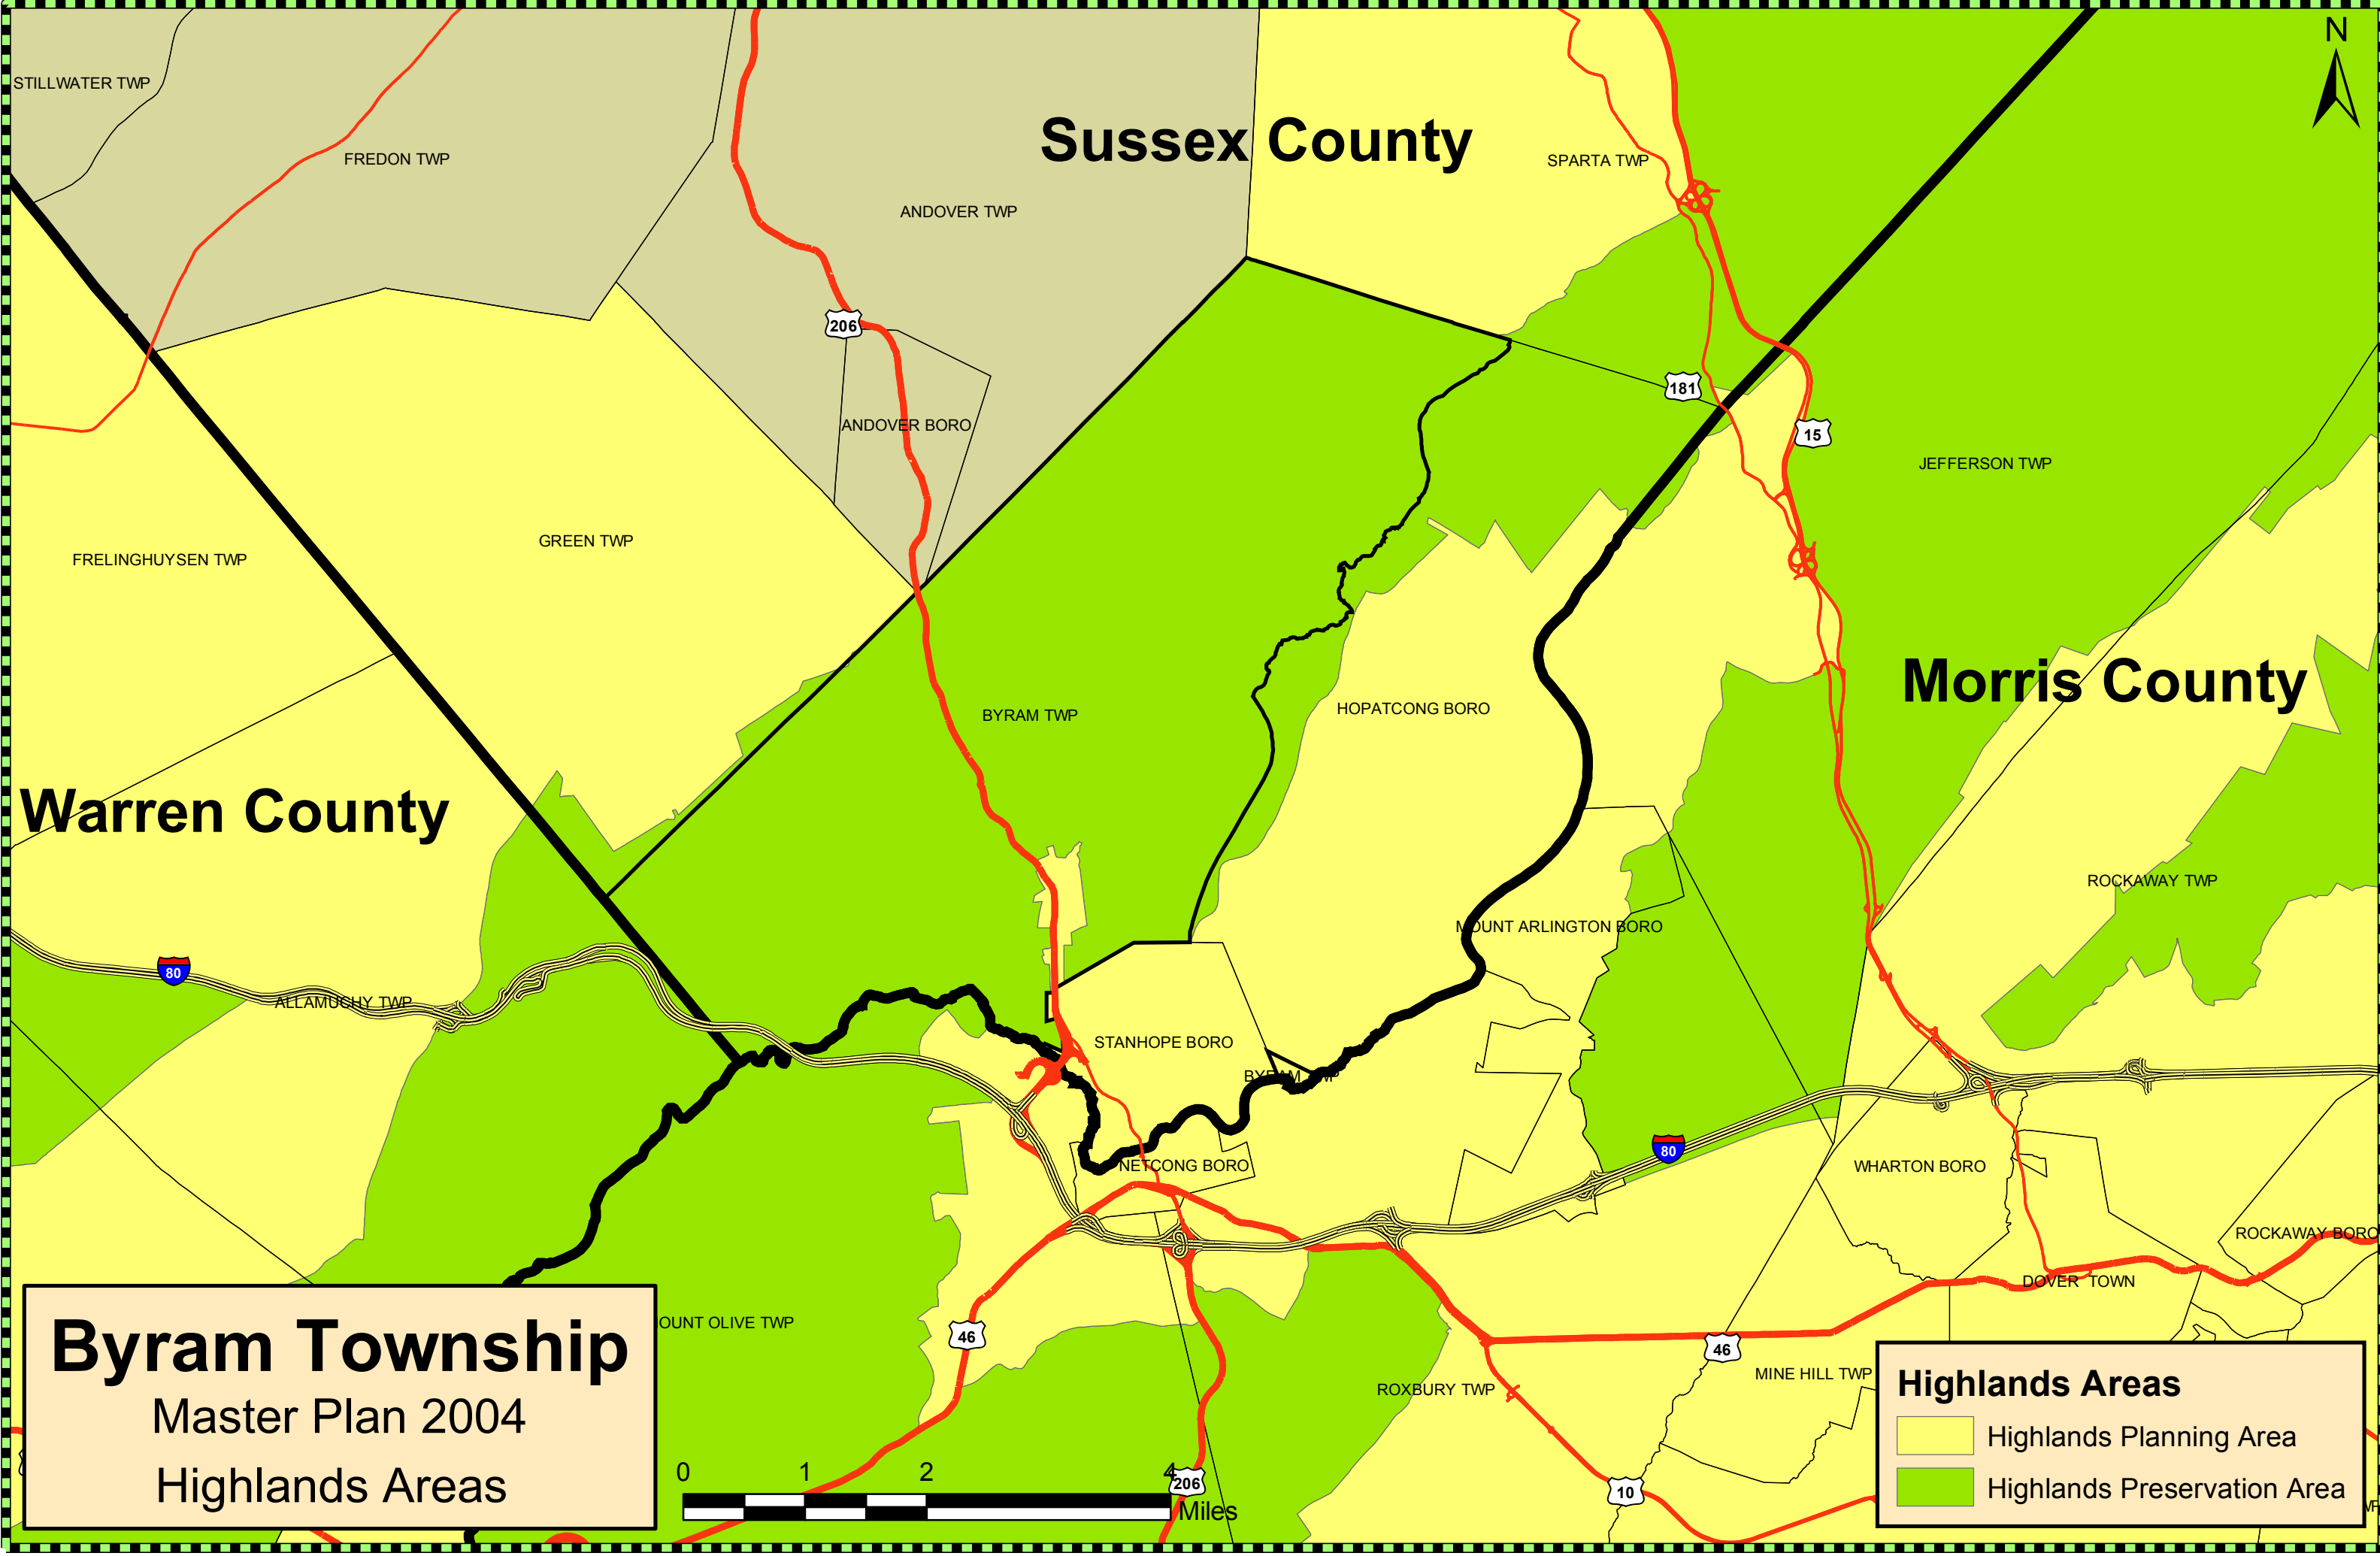 N
STILLWATER TWP
Sussex County
FREDON TWP
SPARTA TWP
ANDOVER TWP
206
181
ANDOVER BORO
15
JEFFERSON TWP
GREEN TWP
FRELINGHUYSEN TWP
Morris County
HOPATCONG BORO
BYRAM TWP
Warren County
ROCKAWAY TWP
MOUNT ARLINGTON BORO
80
ALLAMUCHY TWP
STANHOPE BORO
BYRAM TWP
80
NETCONG BORO
WHARTON BORO
ROCKAWAY BORO
DOVER TOWN
OUNT OLIVE TWP
46
46
MINE HILL TWP
ROXBURY TWP
206
10
Byram Township
Master Plan 2004
Highlands Areas
0 1 2 4
Miles
Highlands Areas
Highlands Planning Area
Highlands Preservation Area